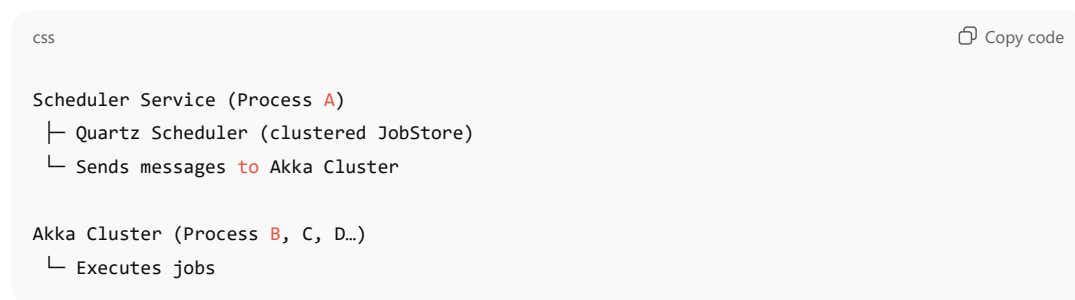 css
Copy code
Scheduler Service (Process A)
├─ Quartz Scheduler (clustered JobStore)
└─ Sends messages to Akka Cluster
Akka Cluster (Process B, C, D…)
└─ Executes jobs